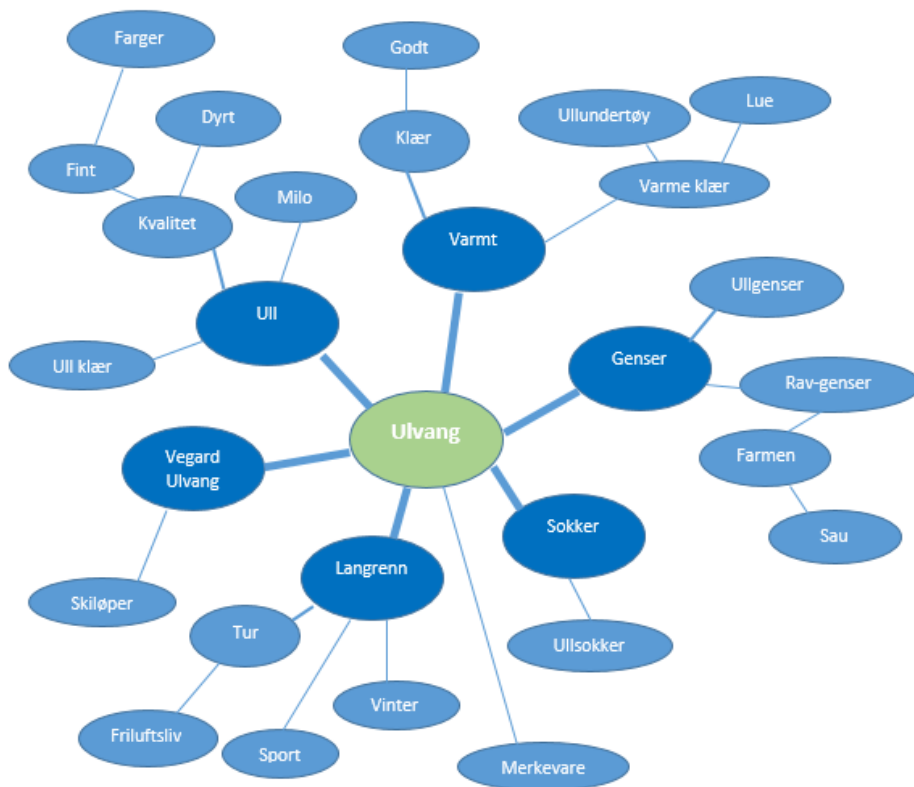 Farger
Godt
Dyrt
Ullundertøy
Lue
Klær
Fint
Varme klær
Milo
Kvalitet
Varmt
Ullgenser
Ull
Ull klær
Genser
Rav-genser
Ulvang
Vegard
Ulvang
Farmen
Sokker
Sau
Langrenn
Skiløper
Tur
Ullsokker
Vinter
Friluftsliv
Sport
Merkevare